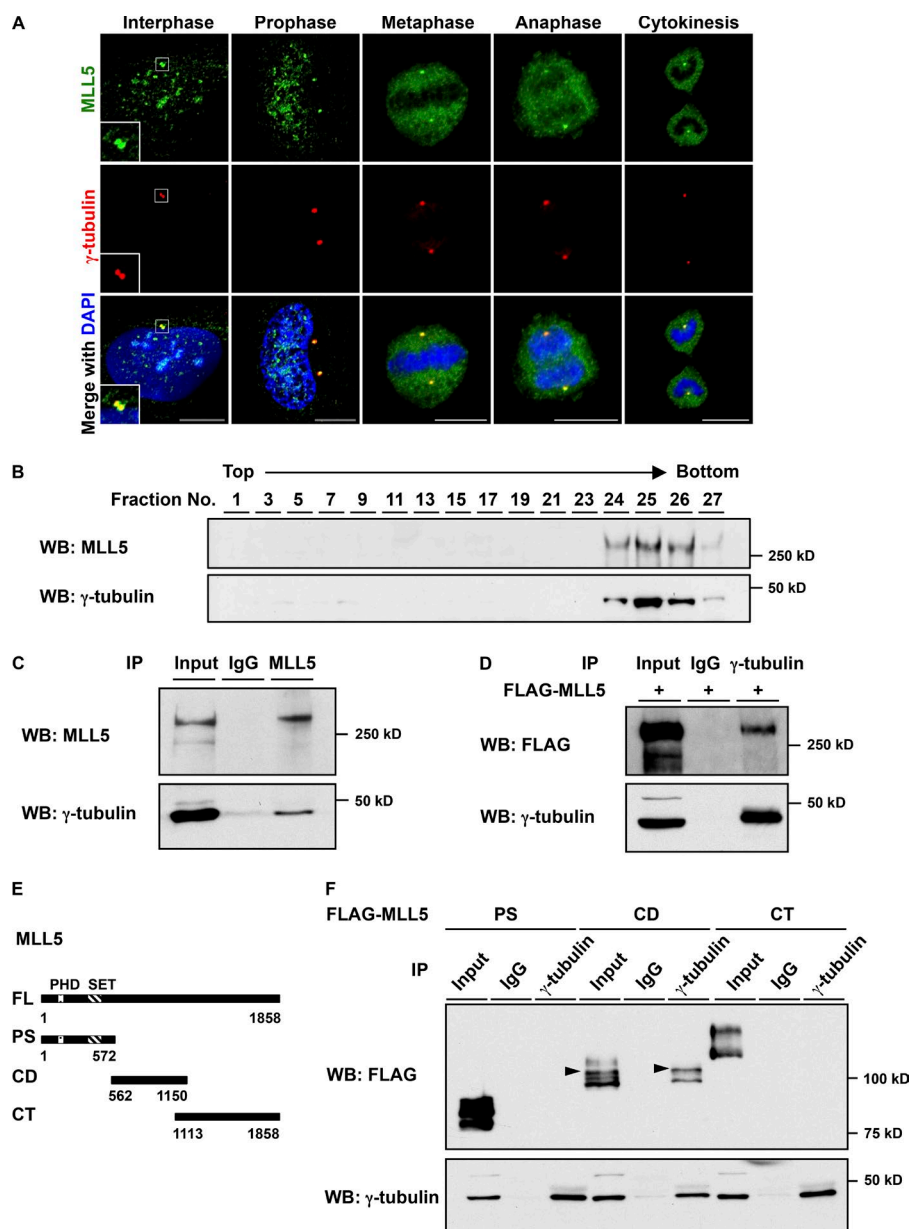 A
Interphase Prophase Metaphase Anaphase Cytokinesis
MLL5
γ-tubulin
Merge with DAPI
B
Top Bottom
Fraction No. 1 3 5 7 9 11 13 15 17 19 21 23 24 25 26 27
WB: MLL5
250 kD
WB: γ-tubulin
50 kD
C
IP Input IgG MLL5
WB: MLL5
250 kD
WB: γ-tubulin
50 kD
D
IP Input IgG γ-tubulin
FLAG-MLL5 + + +
WB: FLAG
250 kD
WB: γ-tubulin
50 kD
E
MLL5
PHD SET
FL
1 1858
PS
1 572
CD
562 1150
CT
1113 1858
F
FLAG-MLL5 PS CD CT
IP Input IgG γ-tubulin Input IgG γ-tubulin Input IgG γ-tubulin
WB: FLAG
100 kD
75 kD
WB: γ-tubulin
50 kD